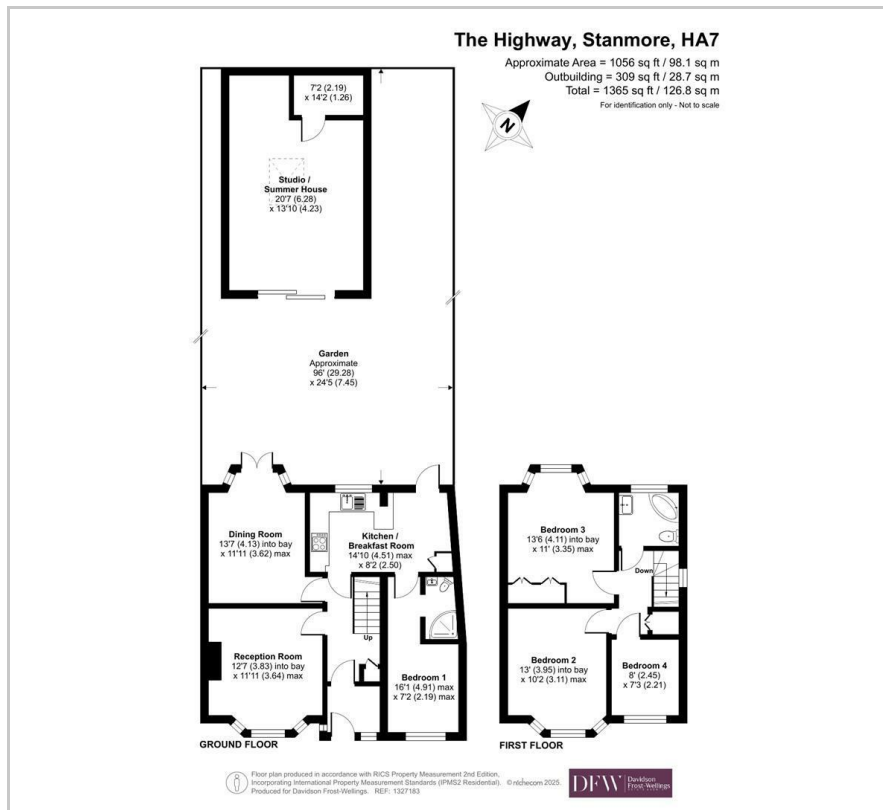 The Highway, Stanmore, HA7
Approximate Area = 1056 sq ft / 98.1 sq m
Outbuilding = 309 sq ft / 28.7 sq m
Total = 1365 sq ft / 126.8 sq m
For identification only - Not to scale
N
7'2 (2.19)
x 14'2 (1.26)
Studio /
Summer House
20'7 (6.28)
x 13'10 (4.23)
Garden
Approximate
96' (29.28)
x 24'5 (7.45)
Dining Room
13'7 (4.13) into bay
x 11'11 (3.62) max
Kitchen /
Breakfast Room
14'10 (4.51) max
x 8'2 (2.50)
Reception Room
12'7 (3.83) into bay
x 11'11 (3.64) max
Up
Bedroom 1
16'1 (4.91) max
x 7'2 (2.19) max
GROUND FLOOR
Bedroom 3
13'6 (4.11) into bay
x 11' (3.35) max
Down
Bedroom 2
13' (3.95) into bay
x 10'2 (3.11) max
Bedroom 4
8' (2.45)
x 7'3 (2.21)
FIRST FLOOR
Floor plan produced in accordance with RICS Property Measurement 2nd Edition,
Incorporating International Property Measurement Standards (IPMS2 Residential). © nichecom 2025.
Produced for Davidson Frost-Wellings. REF: 1327183
DFW Davidson
Frost-Wellings